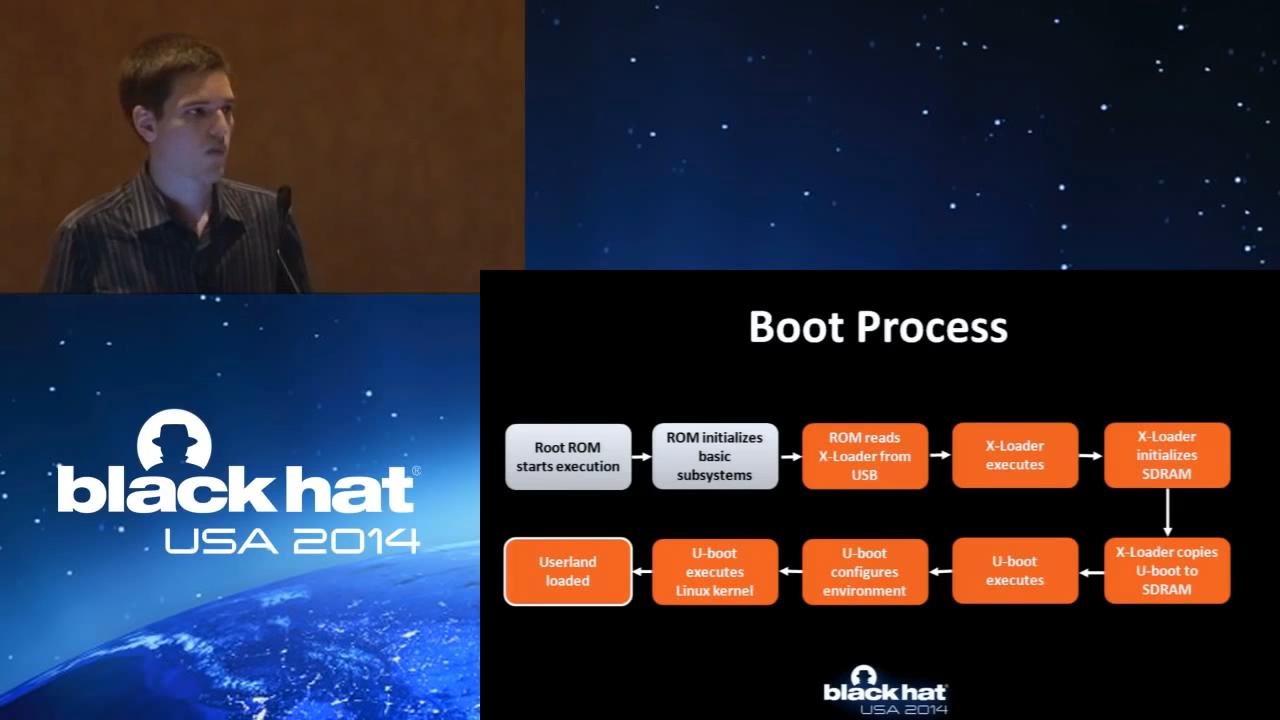 Boot Process
Root ROM
starts execution
ROM initializes
basic
subsystems
ROM reads
X-Loader from
USB
X-Loader
executes
X-Loader
initializes
SDRAM
X-Loader copies
U-boot to
SDRAM
U-boot
executes
U-boot
configures
environment
U-boot
executes
Linux kernel
Userland
loaded
black hat®
USA 2014
black hat
USA 2014